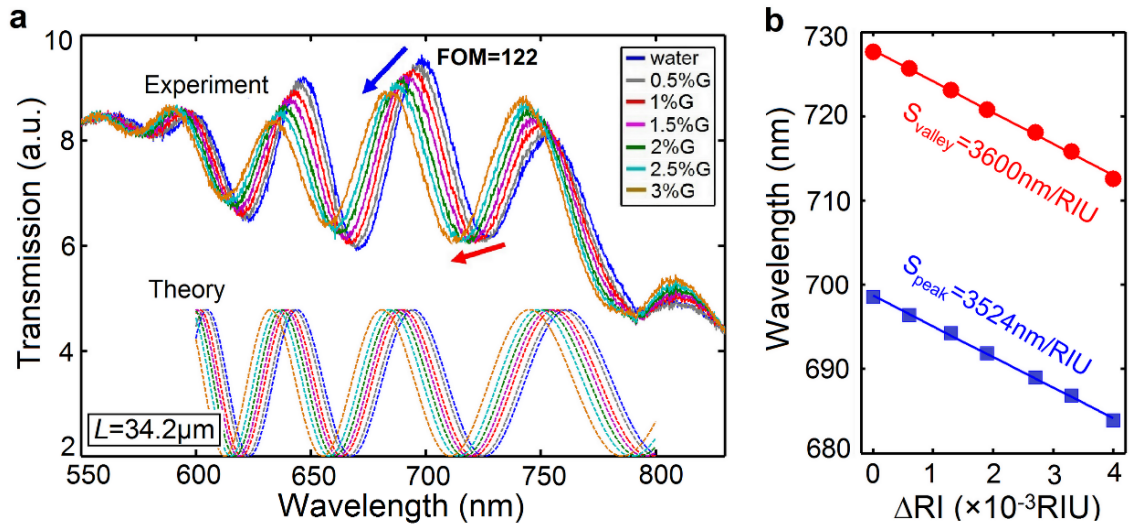 a
10
8
6
4
2
Transmission (a.u.)
Experiment
FOM=122
water
0.5%G
1%G
1.5%G
2%G
2.5%G
3%G
Theory
L=34.2μm
550
600
650
700
750
800
Wavelength (nm)
b
730
720
710
700
690
680
Wavelength (nm)
S_valley=3600nm/RIU
S_peak=3524nm/RIU
0
1
2
3
4
ΔRI (×10⁻³RIU)